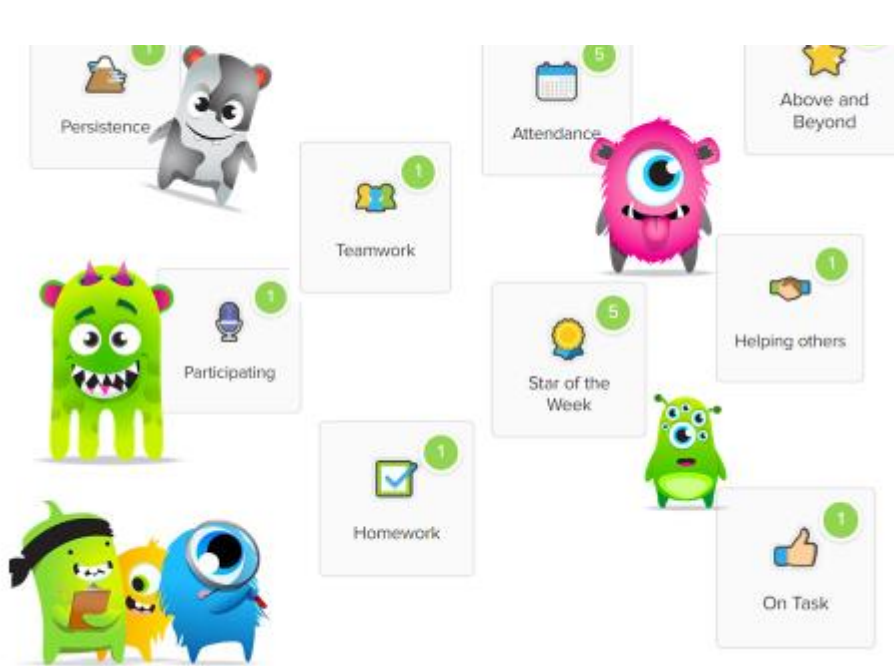 1
Persistence
5
Attendance
Above and
Beyond
1
Teamwork
1
Participating
5
Star of the
Week
1
Helping others
1
Homework
1
On Task